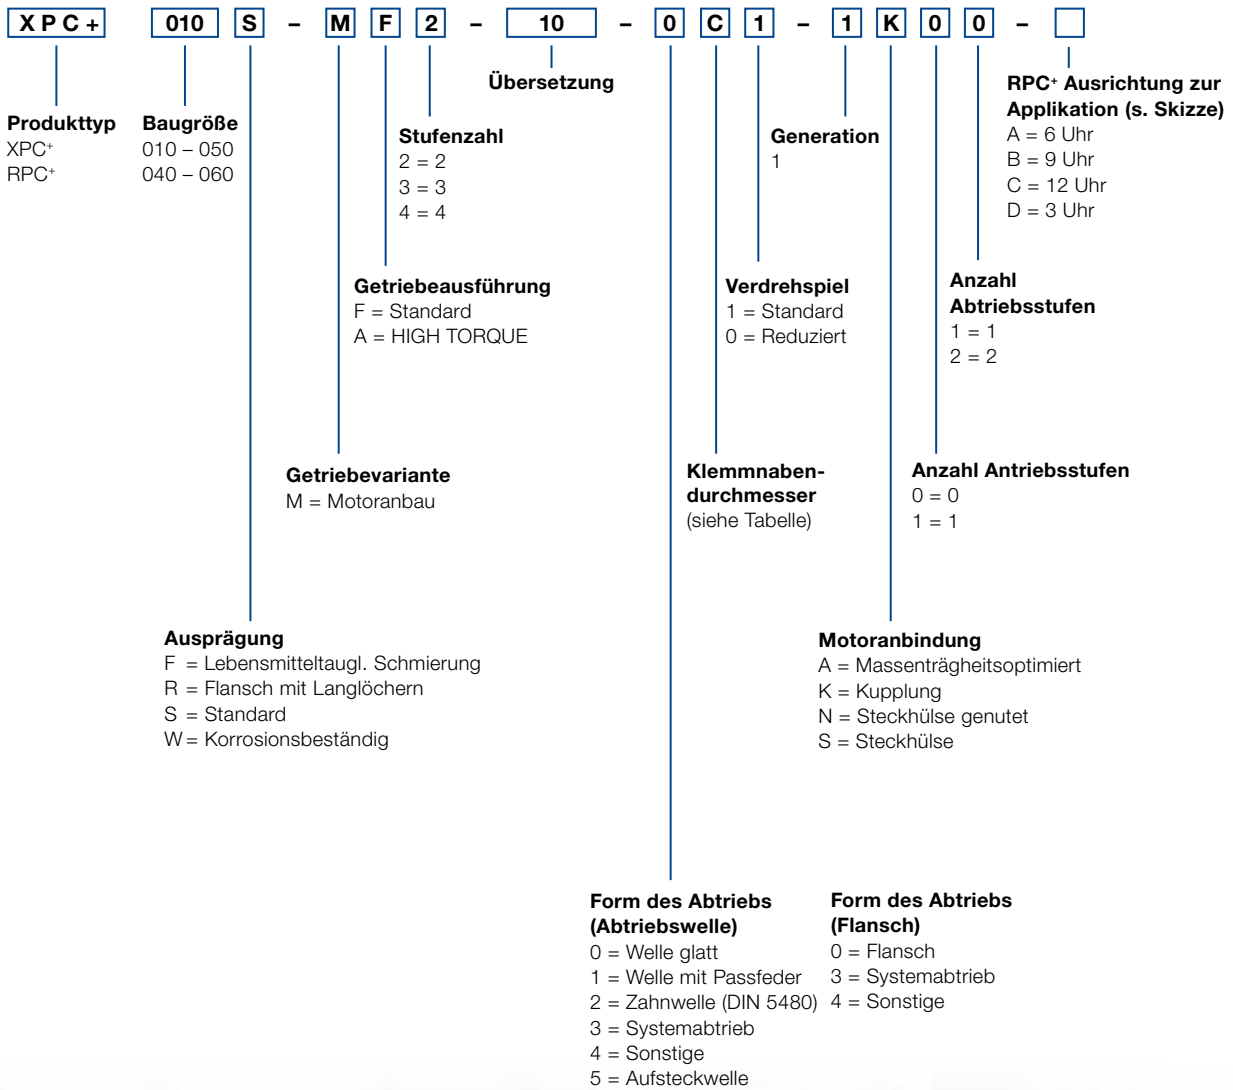 XPC+ 010 S – M F 2 – 10 – 0 C 1 – 1 K 0 0 –
Produkttyp
XPC+
RPC+
Baugröße
010 – 050
040 – 060
Übersetzung
Stufenzahl
2 = 2
3 = 3
4 = 4
Generation
1
RPC+ Ausrichtung zur
Applikation (s. Skizze)
A = 6 Uhr
B = 9 Uhr
C = 12 Uhr
D = 3 Uhr
Getriebeausführung
F = Standard
A = HIGH TORQUE
Verdrehspiel
1 = Standard
0 = Reduziert
Anzahl
Abtriebsstufen
1 = 1
2 = 2
Getriebevariante
M = Motoranbau
Klemmnaben-
durchmesser
(siehe Tabelle)
Anzahl Antriebsstufen
0 = 0
1 = 1
Ausprägung
F = Lebensmitteltaugl. Schmierung
R = Flansch mit Langlöchern
S = Standard
W = Korrosionsbeständig
Motoranbindung
A = Massenträgheitsoptimiert
K = Kupplung
N = Steckhülse genutet
S = Steckhülse
Form des Abtriebs
(Abtriebswelle)
0 = Welle glatt
1 = Welle mit Passfeder
2 = Zahnwelle (DIN 5480)
3 = Systemabtrieb
4 = Sonstige
5 = Aufsteckwelle
Form des Abtriebs
(Flansch)
0 = Flansch
3 = Systemabtrieb
4 = Sonstige